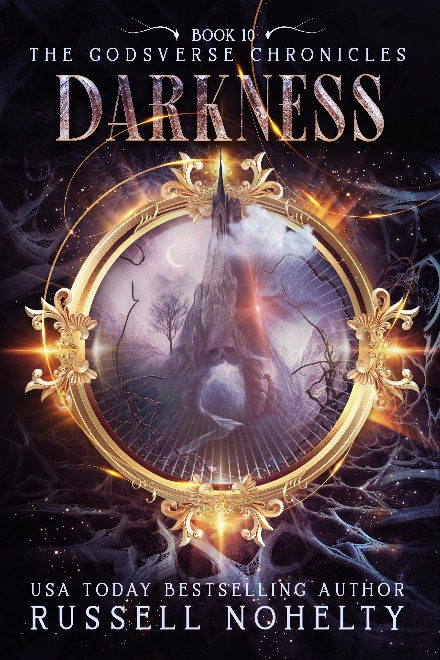 BOOK 10
THE GODSVERSE CHRONICLES
DARKNESS
USA TODAY BESTSELLING AUTHOR
RUSSELL NOHELTY